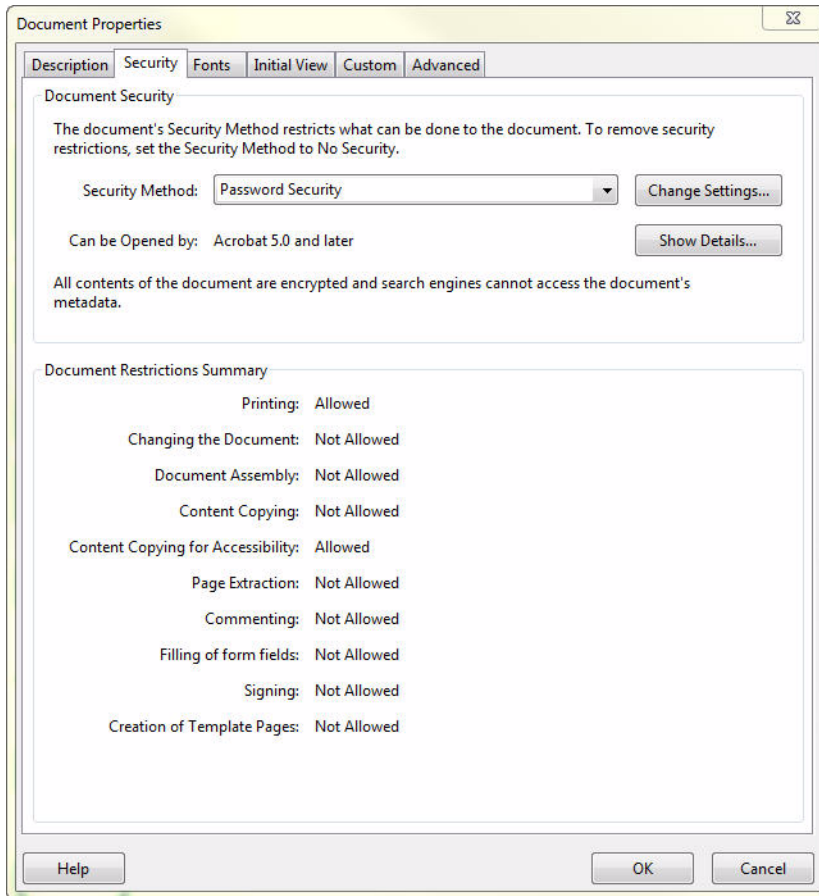 Document Properties
Description Security Fonts Initial View Custom Advanced
Document Security
The document's Security Method restricts what can be done to the document. To remove security
restrictions, set the Security Method to No Security.
Security Method: Password Security Change Settings...
Can be Opened by: Acrobat 5.0 and later Show Details...
All contents of the document are encrypted and search engines cannot access the document's
metadata.
Document Restrictions Summary
Printing: Allowed
Changing the Document: Not Allowed
Document Assembly: Not Allowed
Content Copying: Not Allowed
Content Copying for Accessibility: Allowed
Page Extraction: Not Allowed
Commenting: Not Allowed
Filling of form fields: Not Allowed
Signing: Not Allowed
Creation of Template Pages: Not Allowed
Help OK Cancel